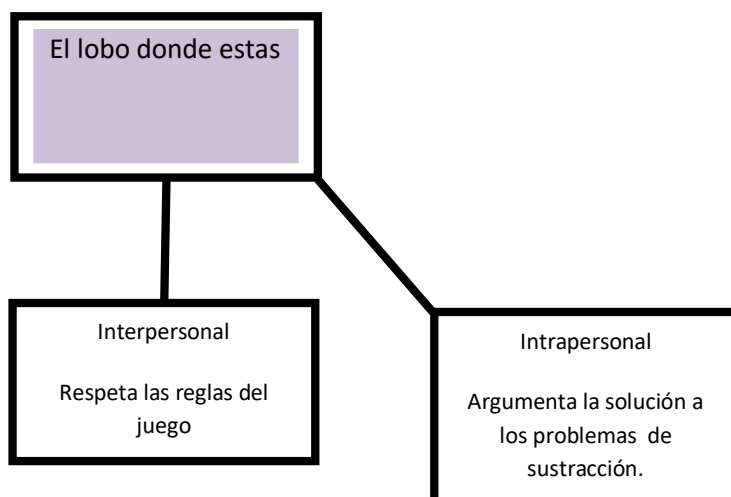 El lobo donde estas
Interpersonal
Respeta las reglas del
juego
Intrapersonal
Argumenta la solución a
los problemas de
sustracción.